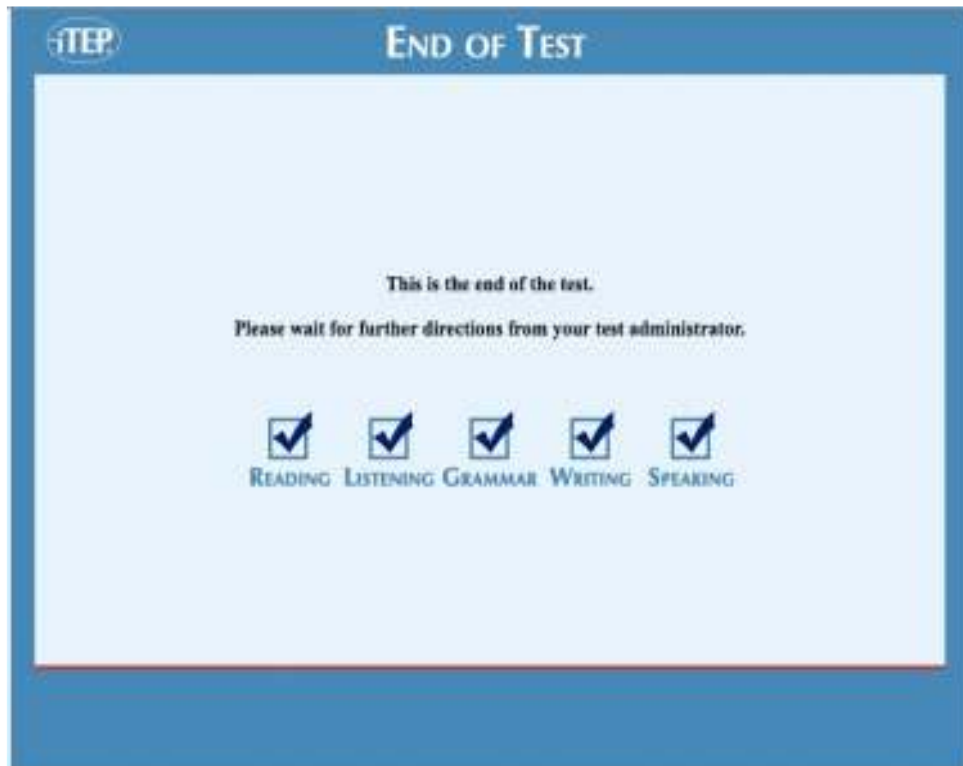 iTEP
END OF TEST
This is the end of the test.
Please wait for further directions from your test administrator.
READING LISTENING GRAMMAR WRITING SPEAKING